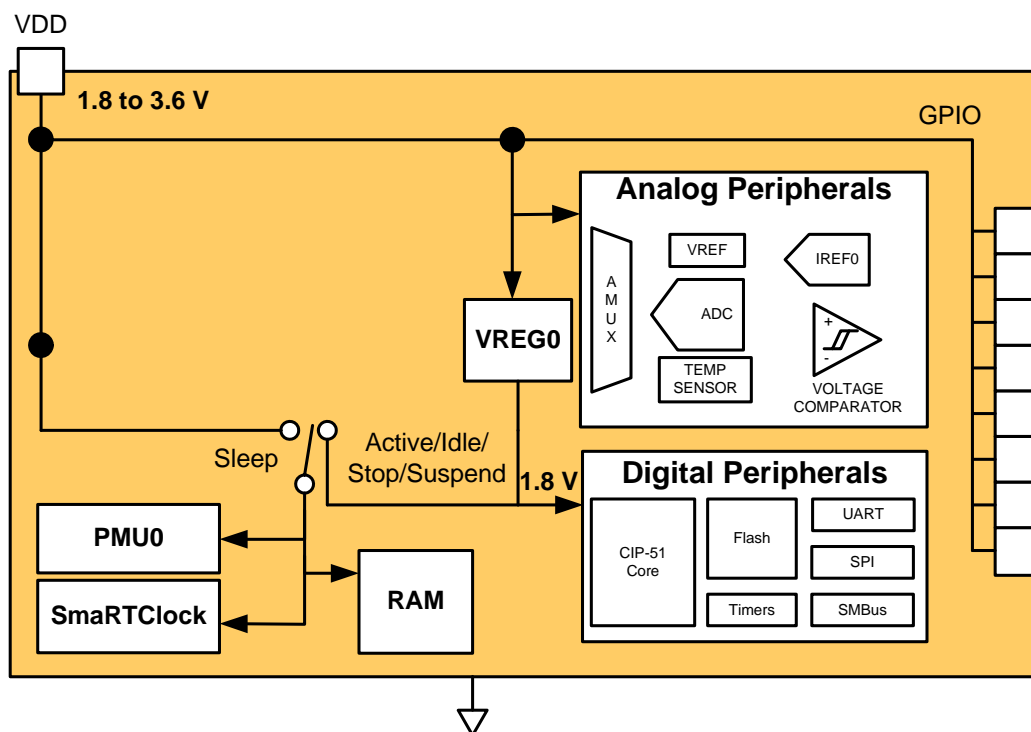 VDD
1.8 to 3.6 V
GPIO
Analog Peripherals
A
M
U
X
VREF
IREF0
ADC
TEMP
SENSOR
+
-
VOLTAGE
COMPARATOR
VREG0
Sleep
Active/Idle/
Stop/Suspend
1.8 V
Digital Peripherals
CIP-51
Core
Flash
Timers
UART
SPI
SMBus
PMU0
SmaRTClock
RAM